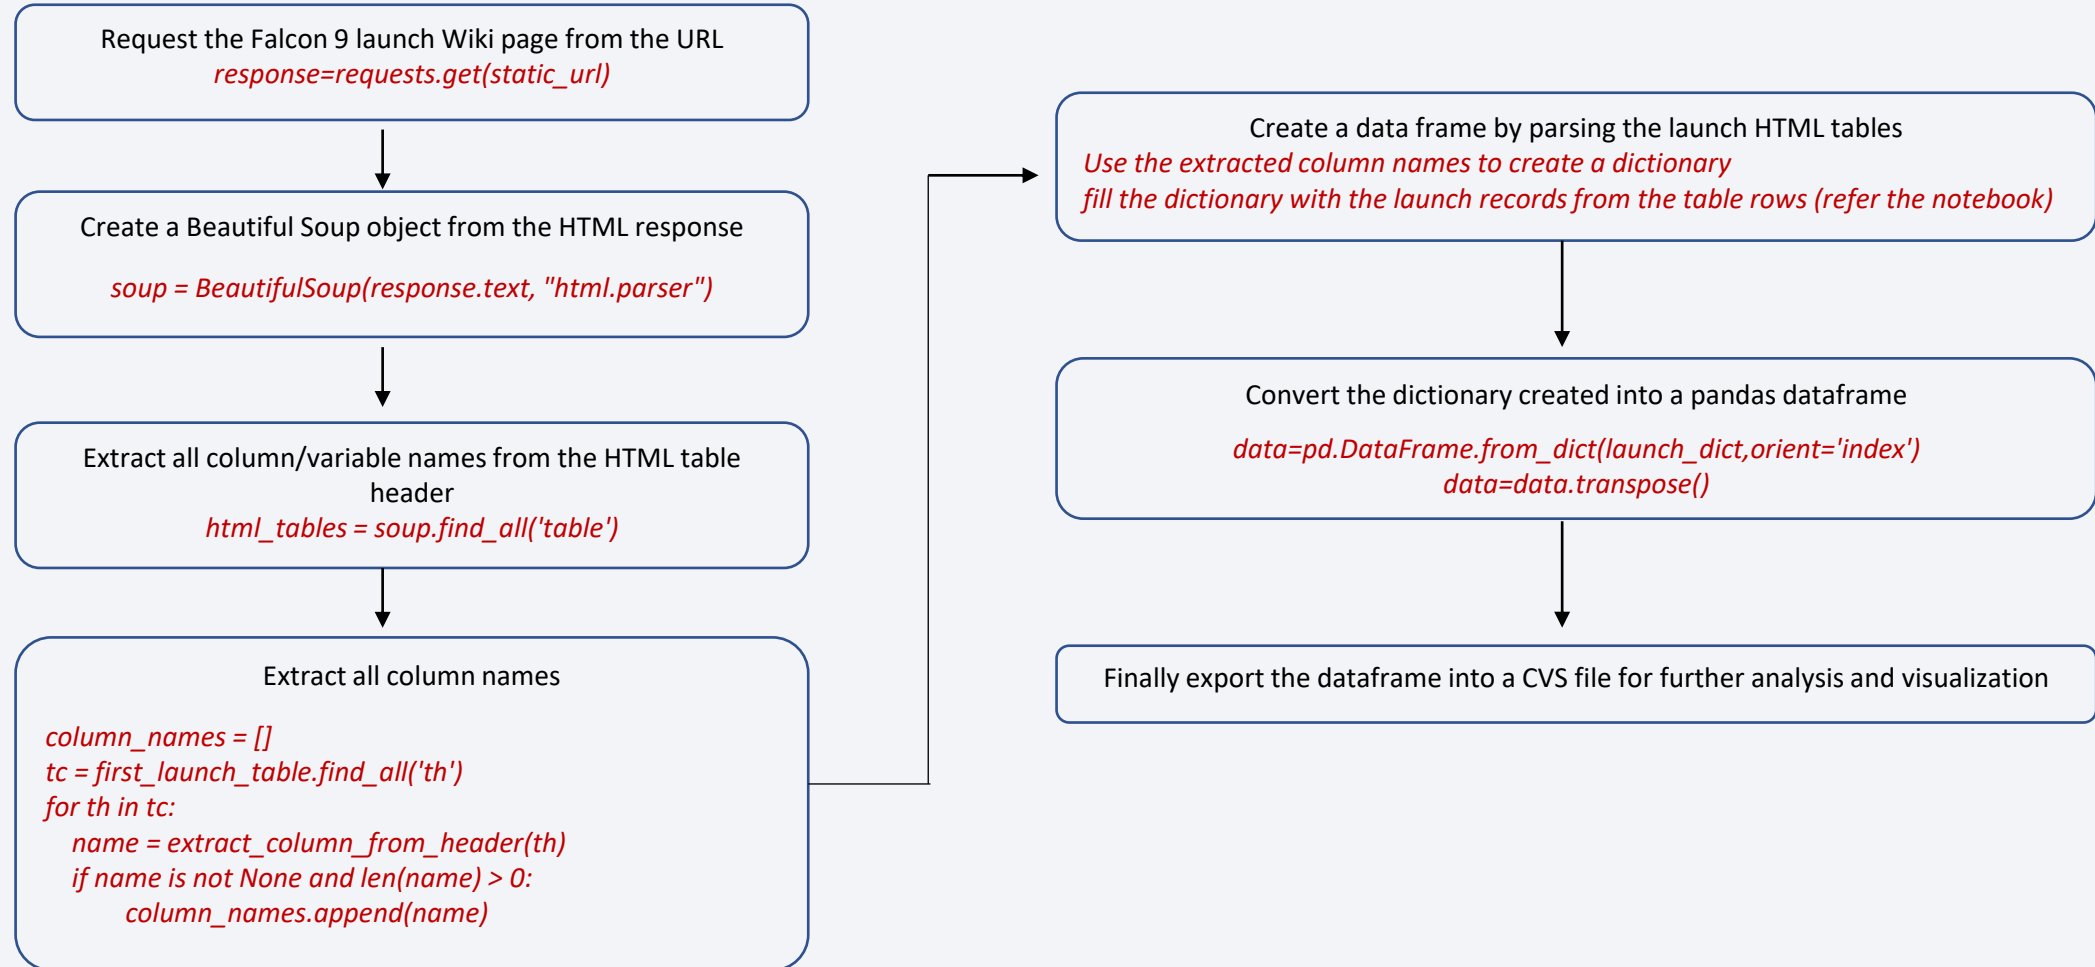 Request the Falcon 9 launch Wiki page from the URL
response=requests.get(static_url)
Create a Beautiful Soup object from the HTML response
soup = BeautifulSoup(response.text, "html.parser")
Extract all column/variable names from the HTML table
header
html_tables = soup.find_all('table')
Extract all column names
column_names = []
tc = first_launch_table.find_all('th')
for th in tc:
name = extract_column_from_header(th)
if name is not None and len(name) > 0:
column_names.append(name)
Create a data frame by parsing the launch HTML tables
Use the extracted column names to create a dictionary
fill the dictionary with the launch records from the table rows (refer the notebook)
Convert the dictionary created into a pandas dataframe
data=pd.DataFrame.from_dict(launch_dict,orient='index')
data=data.transpose()
Finally export the dataframe into a CVS file for further analysis and visualization